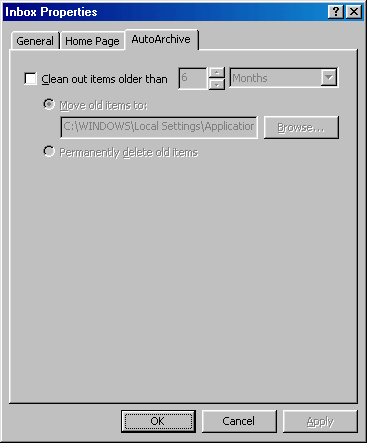 Inbox Properties
General Home Page AutoArchive
Clean out items older than 6 Months
Move old items to:
C:\WINDOWS\Local Settings\Application Browse...
Permanently delete old items
OK Cancel Apply